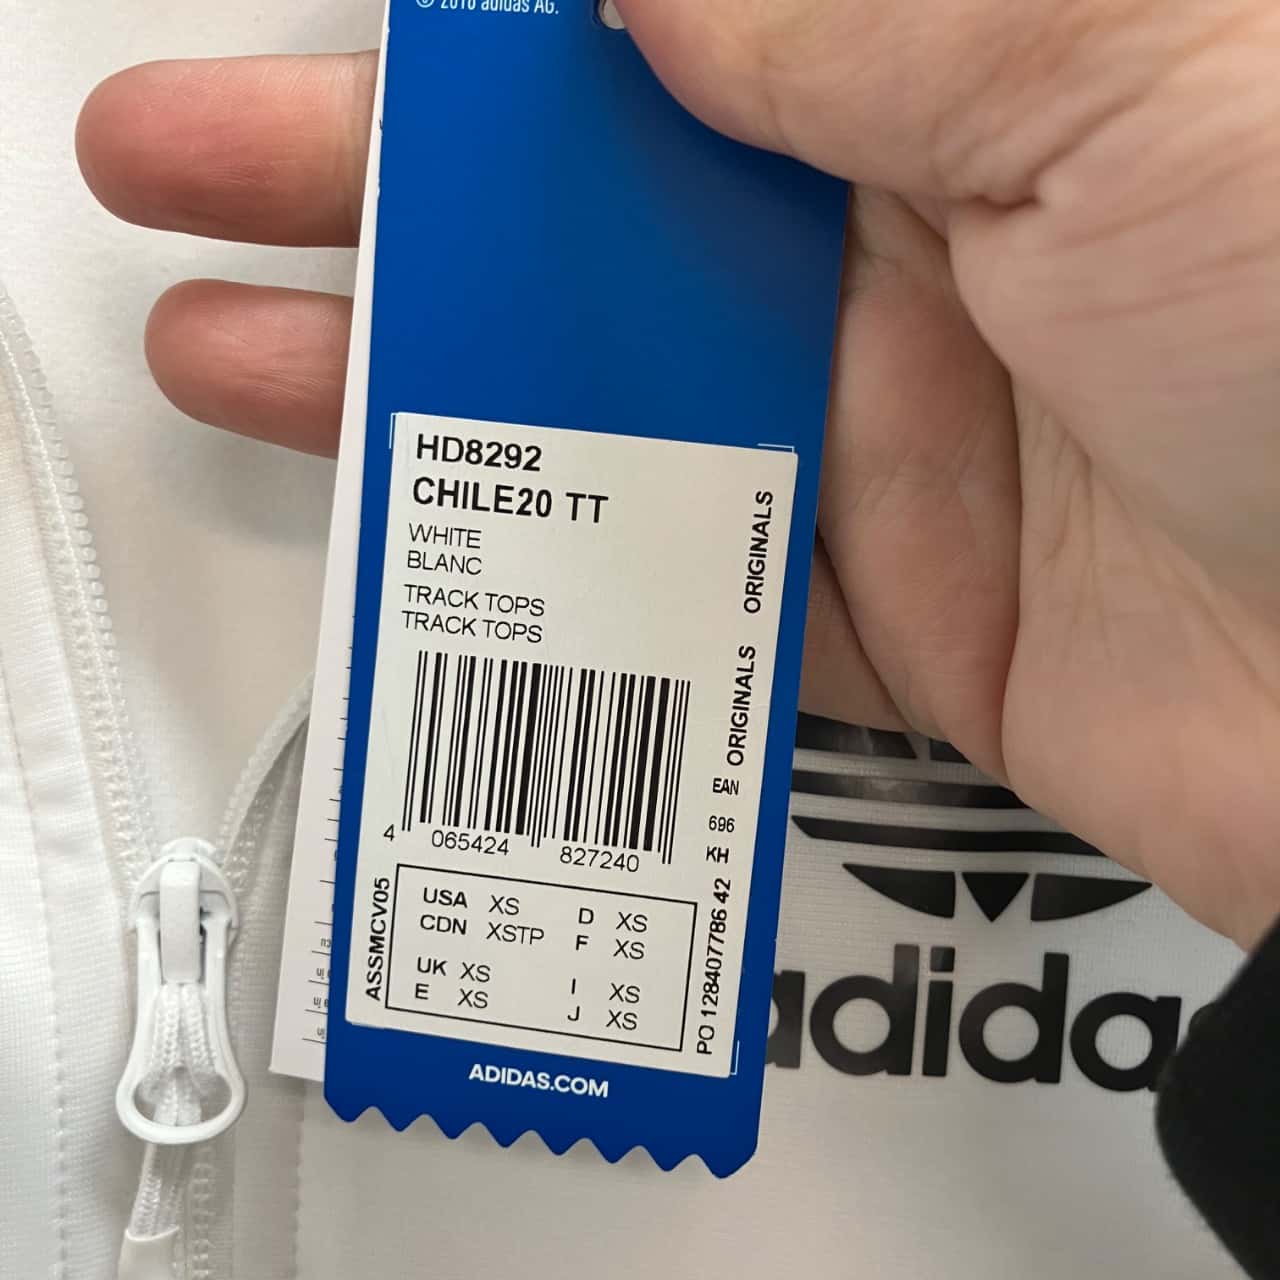 © 2018 adidas AG.
HD8292
CHILE20 TT
WHITE
BLANC
TRACK TOPS
TRACK TOPS
ORIGINALS
ORIGINALS
EAN
696
KH
4 065424 827240
ASSMCV05
USA XS D XS
CDN XSTP F XS
UK XS I XS
E XS J XS
PO 128407786 42
ADIDAS.COM
adidas